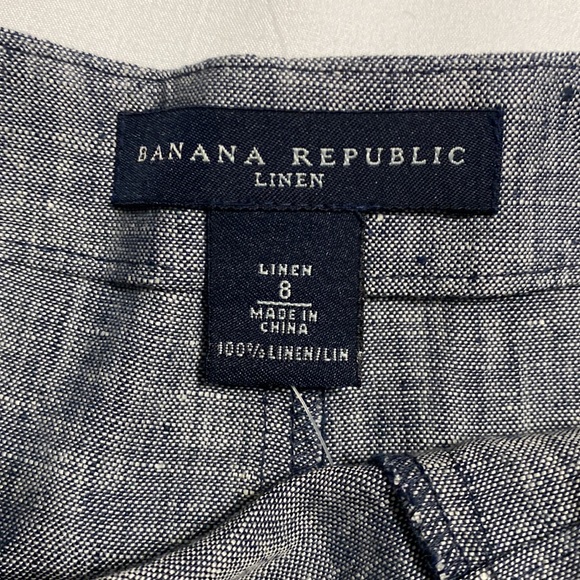 BANANA REPUBLIC
LINEN
LINEN
8
MADE IN
CHINA
100% LINEN/LIN